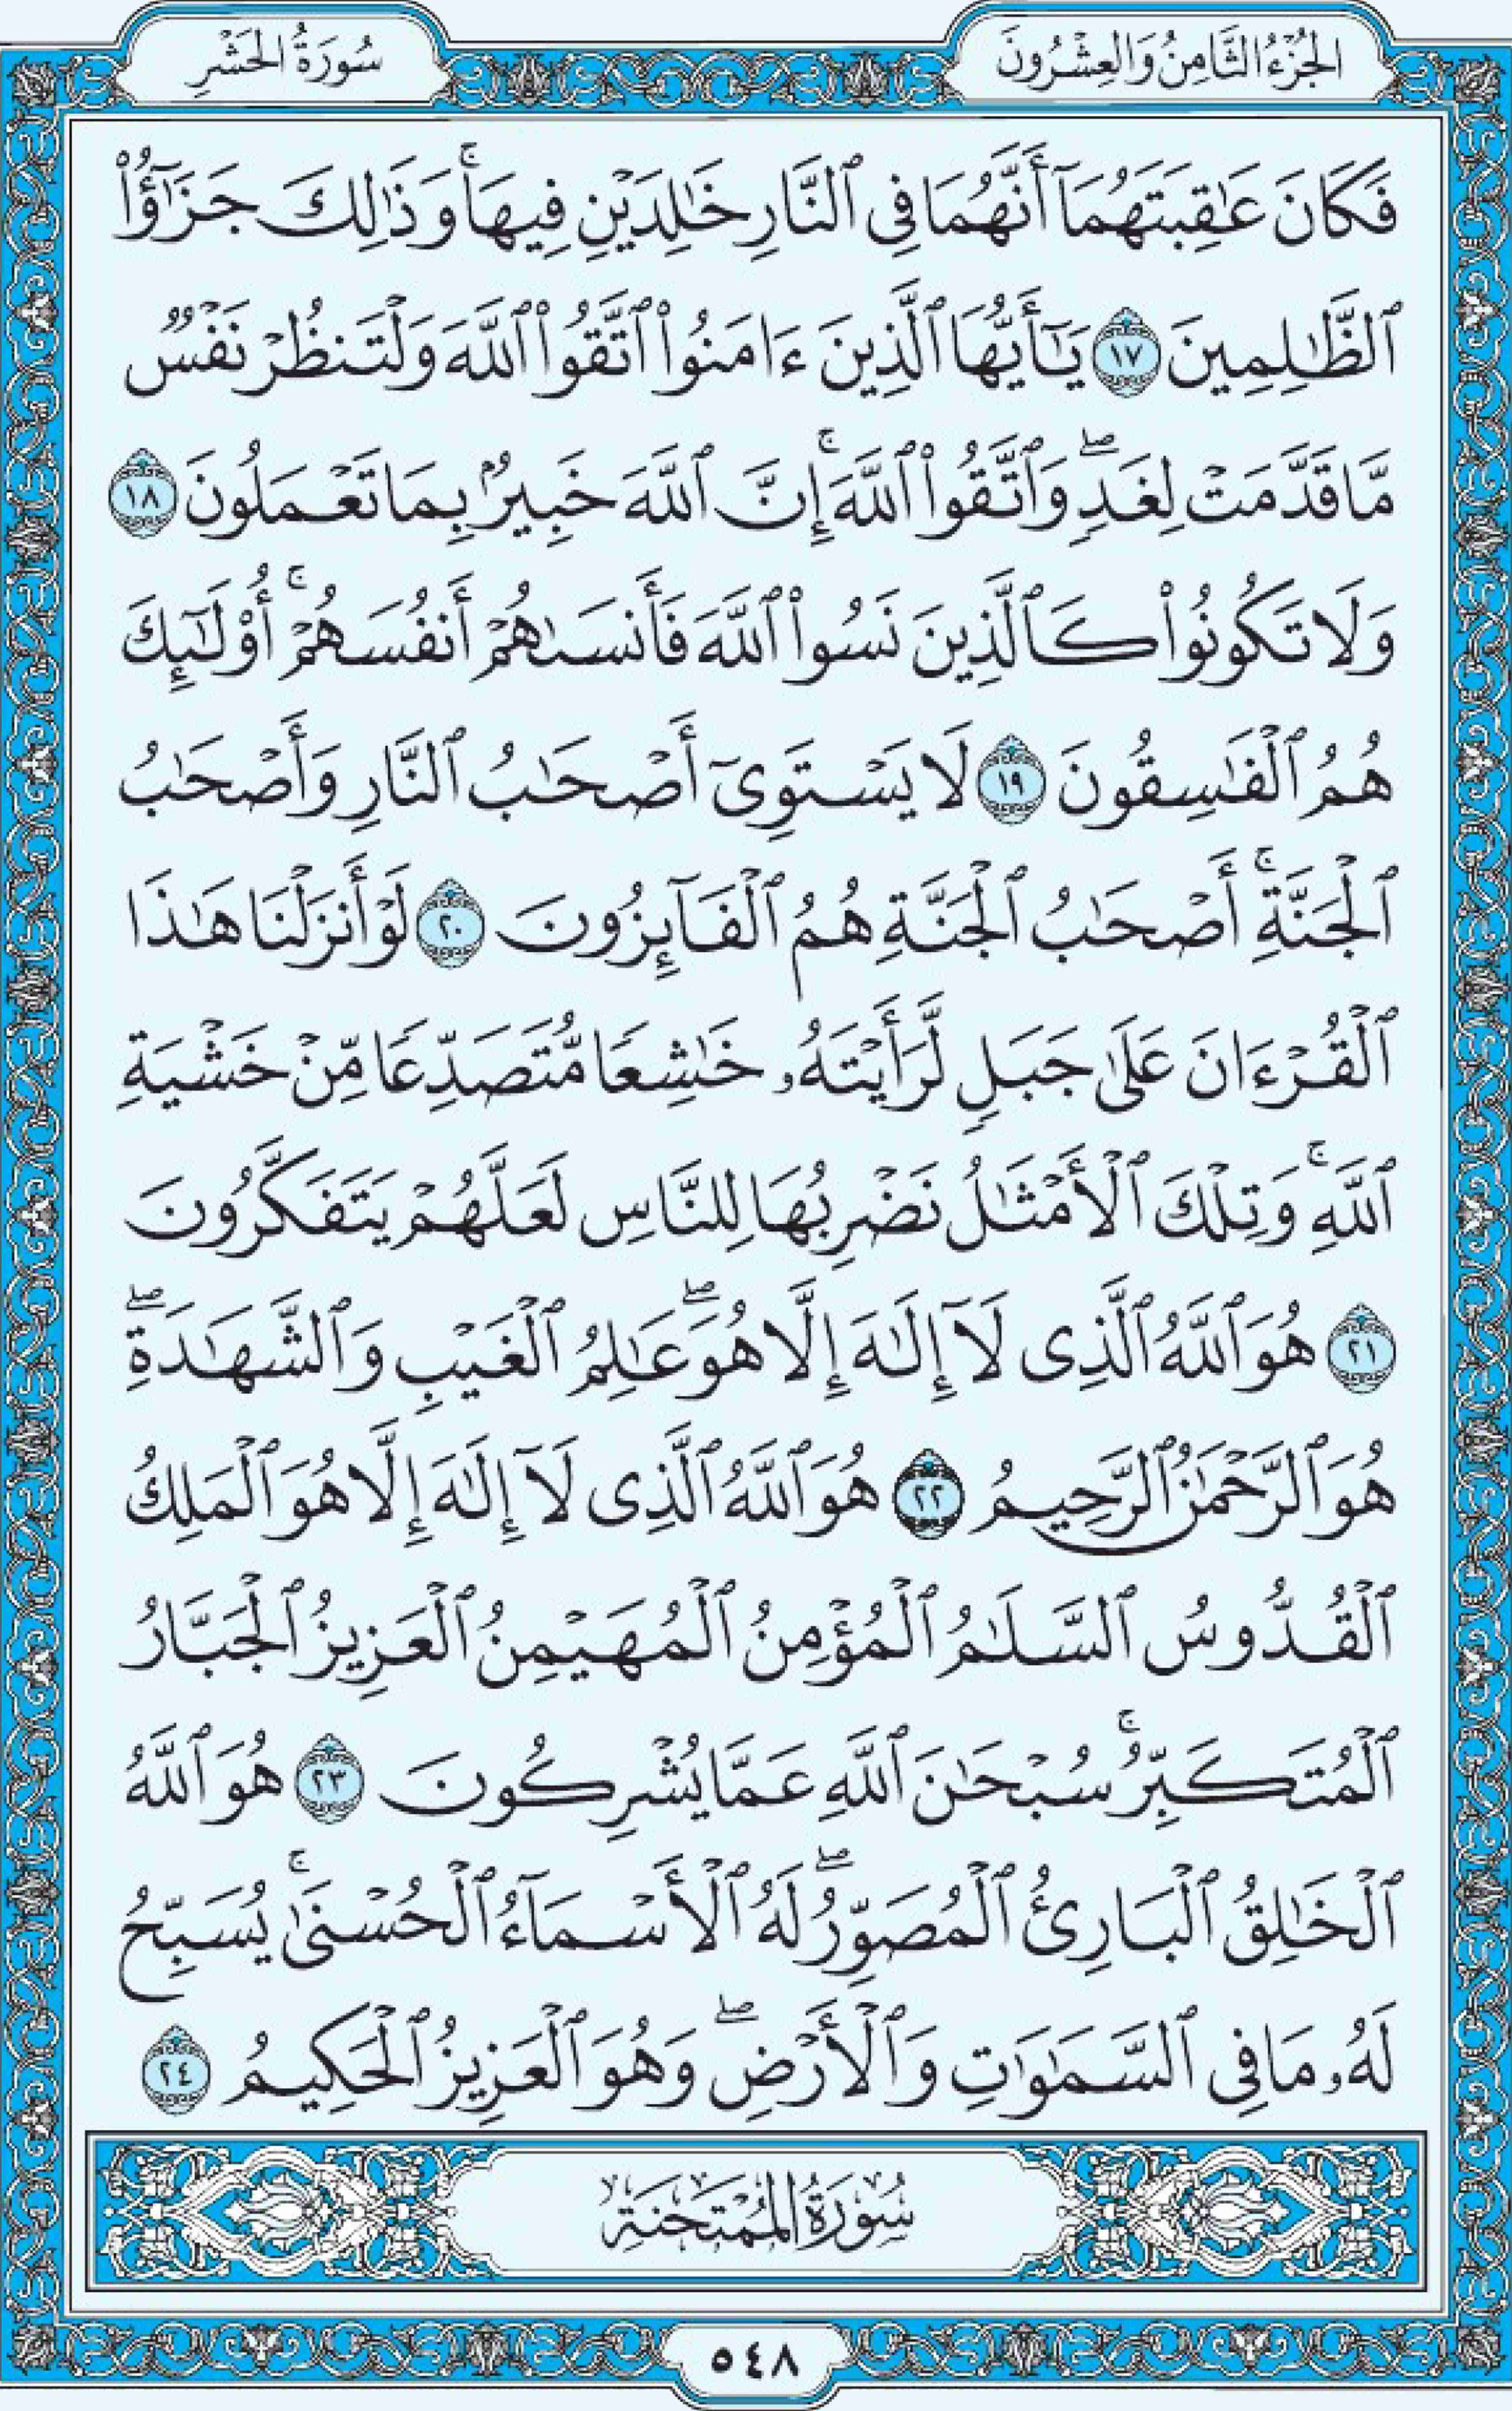 الجُزْءُ الثَّامِنُ وَالعِشْرُونَ
سُورَةُ الحَشْرِ
فَكَانَ عَٰقِبَتَهُمَآ أَنَّهُمَا فِى ٱلنَّارِ خَٰلِدَيْنِ فِيهَاۚ وَذَٰلِكَ جَزَٰٓؤُا۟
ٱلظَّٰلِمِينَ ١٧ يَٰٓأَيُّهَا ٱلَّذِينَ ءَامَنُوا۟ ٱتَّقُوا۟ ٱللَّهَ وَلْتَنظُرْ نَفْسٌ
مَّا قَدَّمَتْ لِغَدٍۖ وَٱتَّقُوا۟ ٱللَّهَۚ إِنَّ ٱللَّهَ خَبِيرٌۢ بِمَا تَعْمَلُونَ ١٨
وَلَا تَكُونُوا۟ كَٱلَّذِينَ نَسُوا۟ ٱللَّهَ فَأَنسَىٰهُمْ أَنفُسَهُمْۚ أُو۟لَٰٓئِكَ
هُمُ ٱلْفَٰسِقُونَ ١٩ لَا يَسْتَوِىٓ أَصْحَٰبُ ٱلنَّارِ وَأَصْحَٰبُ
ٱلْجَنَّةِۚ أَصْحَٰبُ ٱلْجَنَّةِ هُمُ ٱلْفَآئِزُونَ ٢٠ لَوْ أَنزَلْنَا هَٰذَا
ٱلْقُرْءَانَ عَلَىٰ جَبَلٍ لَّرَأَيْتَهُۥ خَٰشِعًا مُّتَصَدِّعًا مِّنْ خَشْيَةِ
ٱللَّهِۚ وَتِلْكَ ٱلْأَمْثَٰلُ نَضْرِبُهَا لِلنَّاسِ لَعَلَّهُمْ يَتَفَكَّرُونَ
٢١ هُوَ ٱللَّهُ ٱلَّذِى لَآ إِلَٰهَ إِلَّا هُوَۖ عَٰلِمُ ٱلْغَيْبِ وَٱلشَّهَٰدَةِۖ
هُوَ ٱلرَّحْمَٰنُ ٱلرَّحِيمُ ٢٢ هُوَ ٱللَّهُ ٱلَّذِى لَآ إِلَٰهَ إِلَّا هُوَ ٱلْمَلِكُ
ٱلْقُدُّوسُ ٱلسَّلَٰمُ ٱلْمُؤْمِنُ ٱلْمُهَيْمِنُ ٱلْعَزِيزُ ٱلْجَبَّارُ
ٱلْمُتَكَبِّرُۚ سُبْحَٰنَ ٱللَّهِ عَمَّا يُشْرِكُونَ ٢٣ هُوَ ٱللَّهُ
ٱلْخَٰلِقُ ٱلْبَارِئُ ٱلْمُصَوِّرُۖ لَهُ ٱلْأَسْمَآءُ ٱلْحُسْنَىٰۚ يُسَبِّحُ
لَهُۥ مَا فِى ٱلسَّمَٰوَٰتِ وَٱلْأَرْضِۖ وَهُوَ ٱلْعَزِيزُ ٱلْحَكِيمُ ٢٤
سُورَةُ المُمْتَحنَةِ
٥٤٨